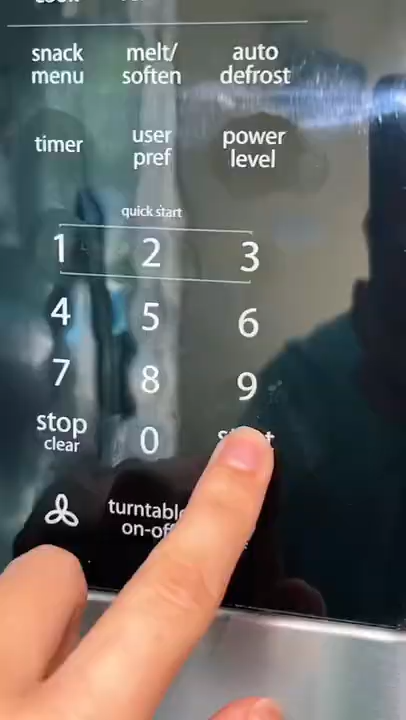 snack menu
melt/ soften
auto defrost
timer
user pref
power level
quick start
1 2 3
4 5 6
7 8 9
stop clear
0
on-off